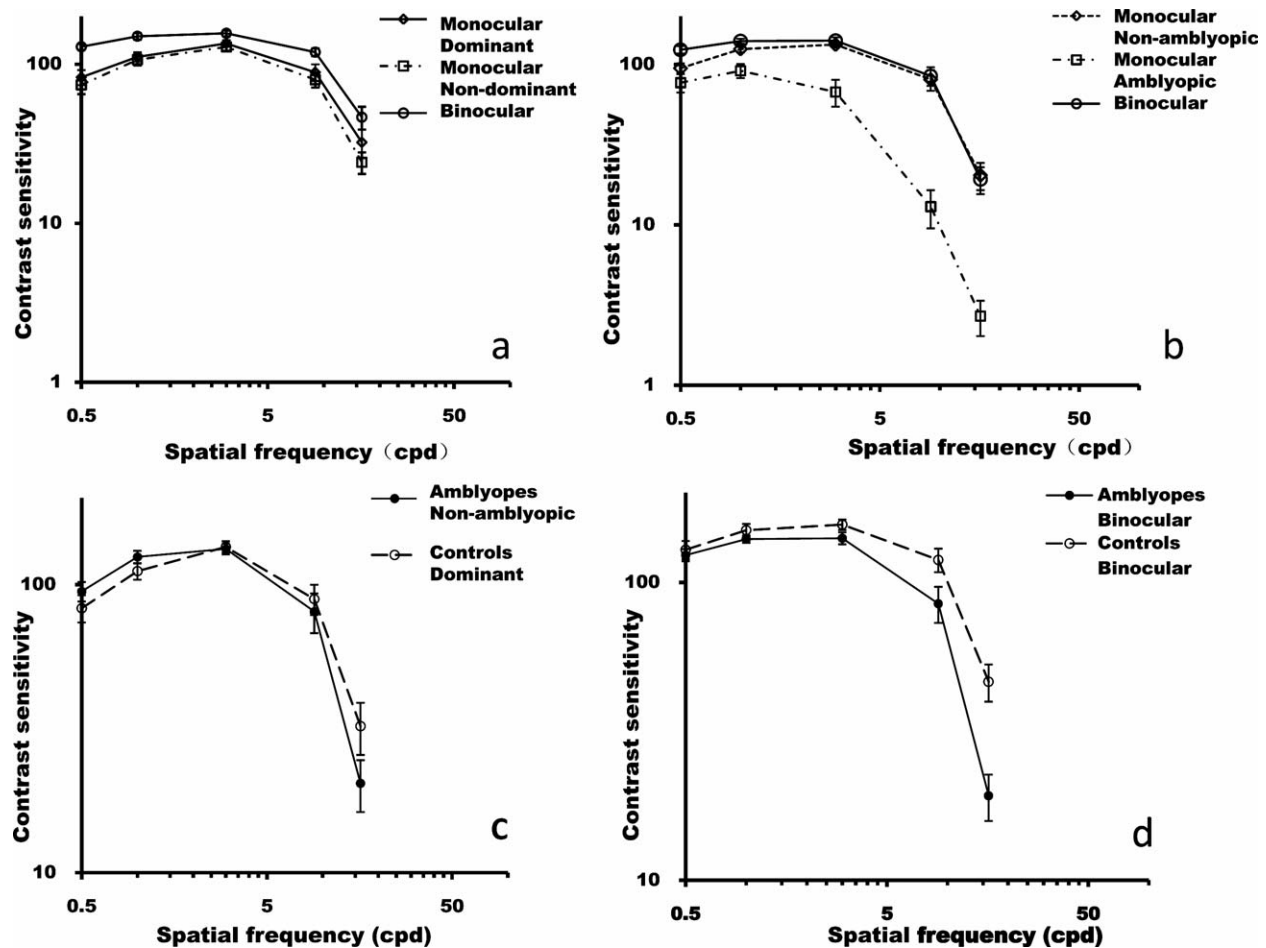 Contrast sensitivity
100
10
1
0.5
5
50
Spatial frequency（cpd）
Monocular
Dominant
Monocular
Non-dominant
Binocular
a
Contrast sensitivity
100
10
1
0.5
5
50
Spatial frequency（cpd）
Monocular
Non-amblyopic
Monocular
Amblyopic
Binocular
b
Contrast sensitivity
100
10
0.5
5
50
Spatial frequency (cpd)
Amblyopes
Non-amblyopic
Controls
Dominant
c
Contrast sensitivity
100
10
0.5
5
50
Spatial frequency (cpd)
Amblyopes
Binocular
Controls
Binocular
d